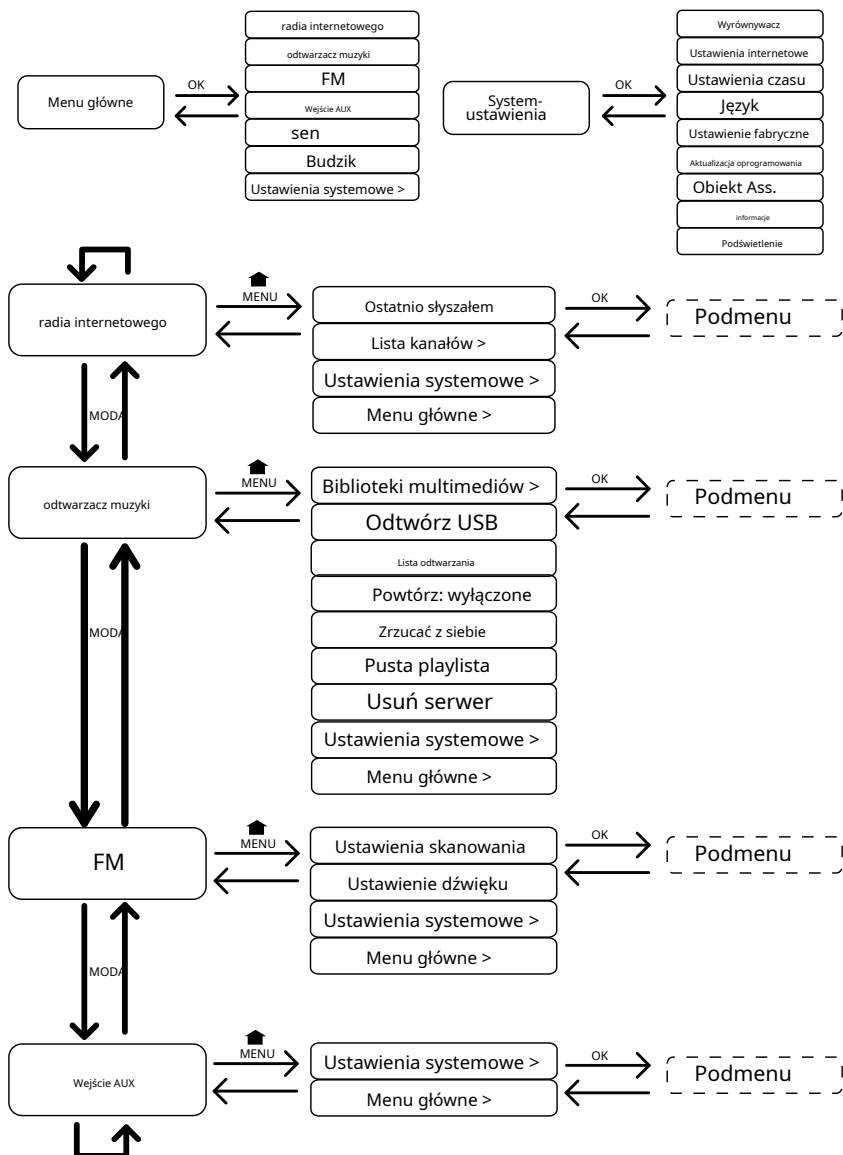 Menu główne
OK
radia internetowego
odtwarzacz muzyki
FM
Wejście AUX
sen
Budzik
Ustawienia systemowe >
System-
ustawienia
OK
Wyrównywacz
Ustawienia internetowe
Ustawienia czasu
Język
Ustawienie fabryczne
Aktualizacja oprogramowania
Obiekt Ass.
informacje
Podświetlenie
radia internetowego
MENU
Ostatnio słyszałem
Lista kanałów >
Ustawienia systemowe >
Menu główne >
OK
Podmenu
MODA
odtwarzacz muzyki
MENU
Biblioteki multimediów >
Odtwórz USB
Lista odtwarzania
Powtórz: wyłączone
Zrzucać z siebie
Pusta playlista
Usuń serwer
Ustawienia systemowe >
Menu główne >
OK
Podmenu
MODA
FM
MENU
Ustawienia skanowania
Ustawienie dźwięku
Ustawienia systemowe >
Menu główne >
OK
Podmenu
MODA
Wejście AUX
MENU
Ustawienia systemowe >
Menu główne >
OK
Podmenu